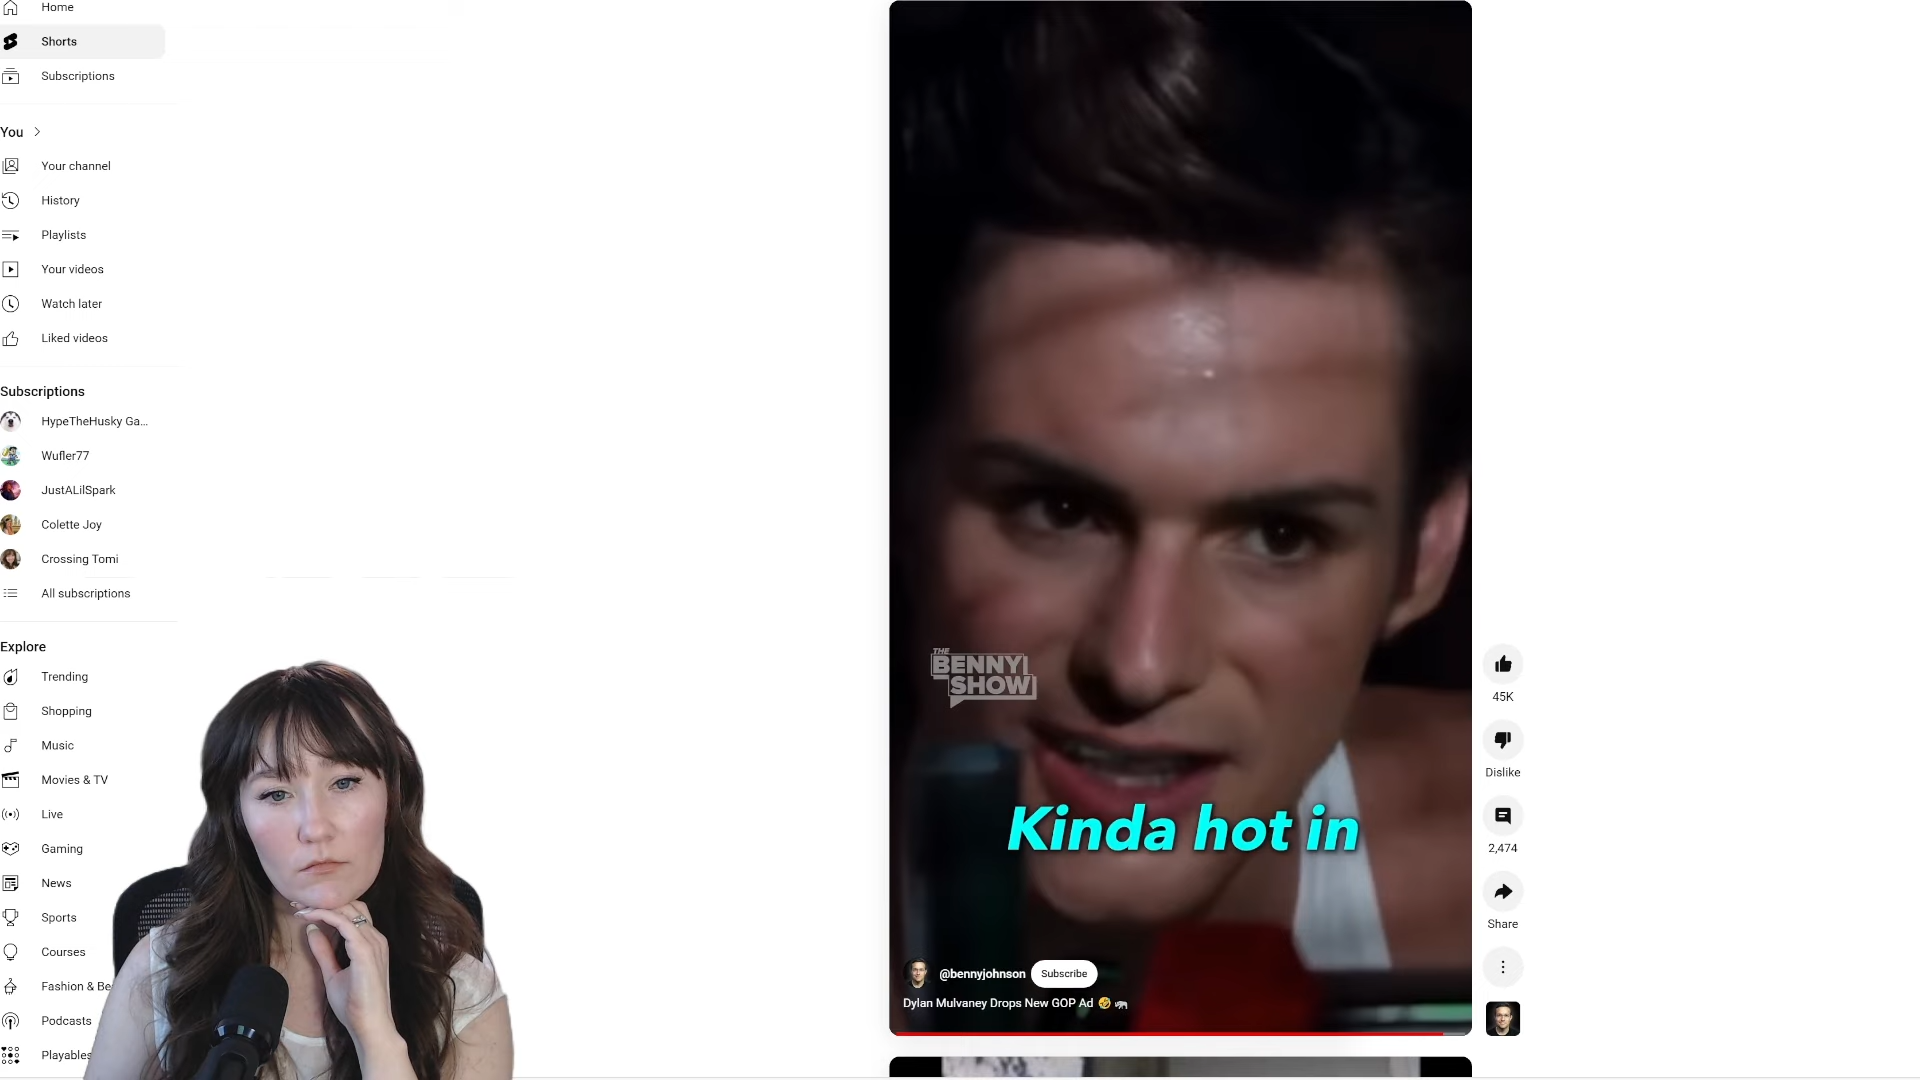 Home
Shorts
Subscriptions
You
Your channel
History
Playlists
Your videos
Watch later
Liked videos
Subscriptions
HypeTheHusky Ga...
Wufler77
JustALilSpark
Colette Joy
Crossing Tomi
All subscriptions
Explore
Trending
Shopping
Music
Movies & TV
Live
Gaming
News
Sports
Courses
Fashion & Be
Podcasts
Playables
THE
BENNY
SHOW
Kinda hot in
@bennyjohnson Subscribe
Dylan Mulvaney Drops New GOP Ad 🤣 🐘
45K
Dislike
2,474
Share